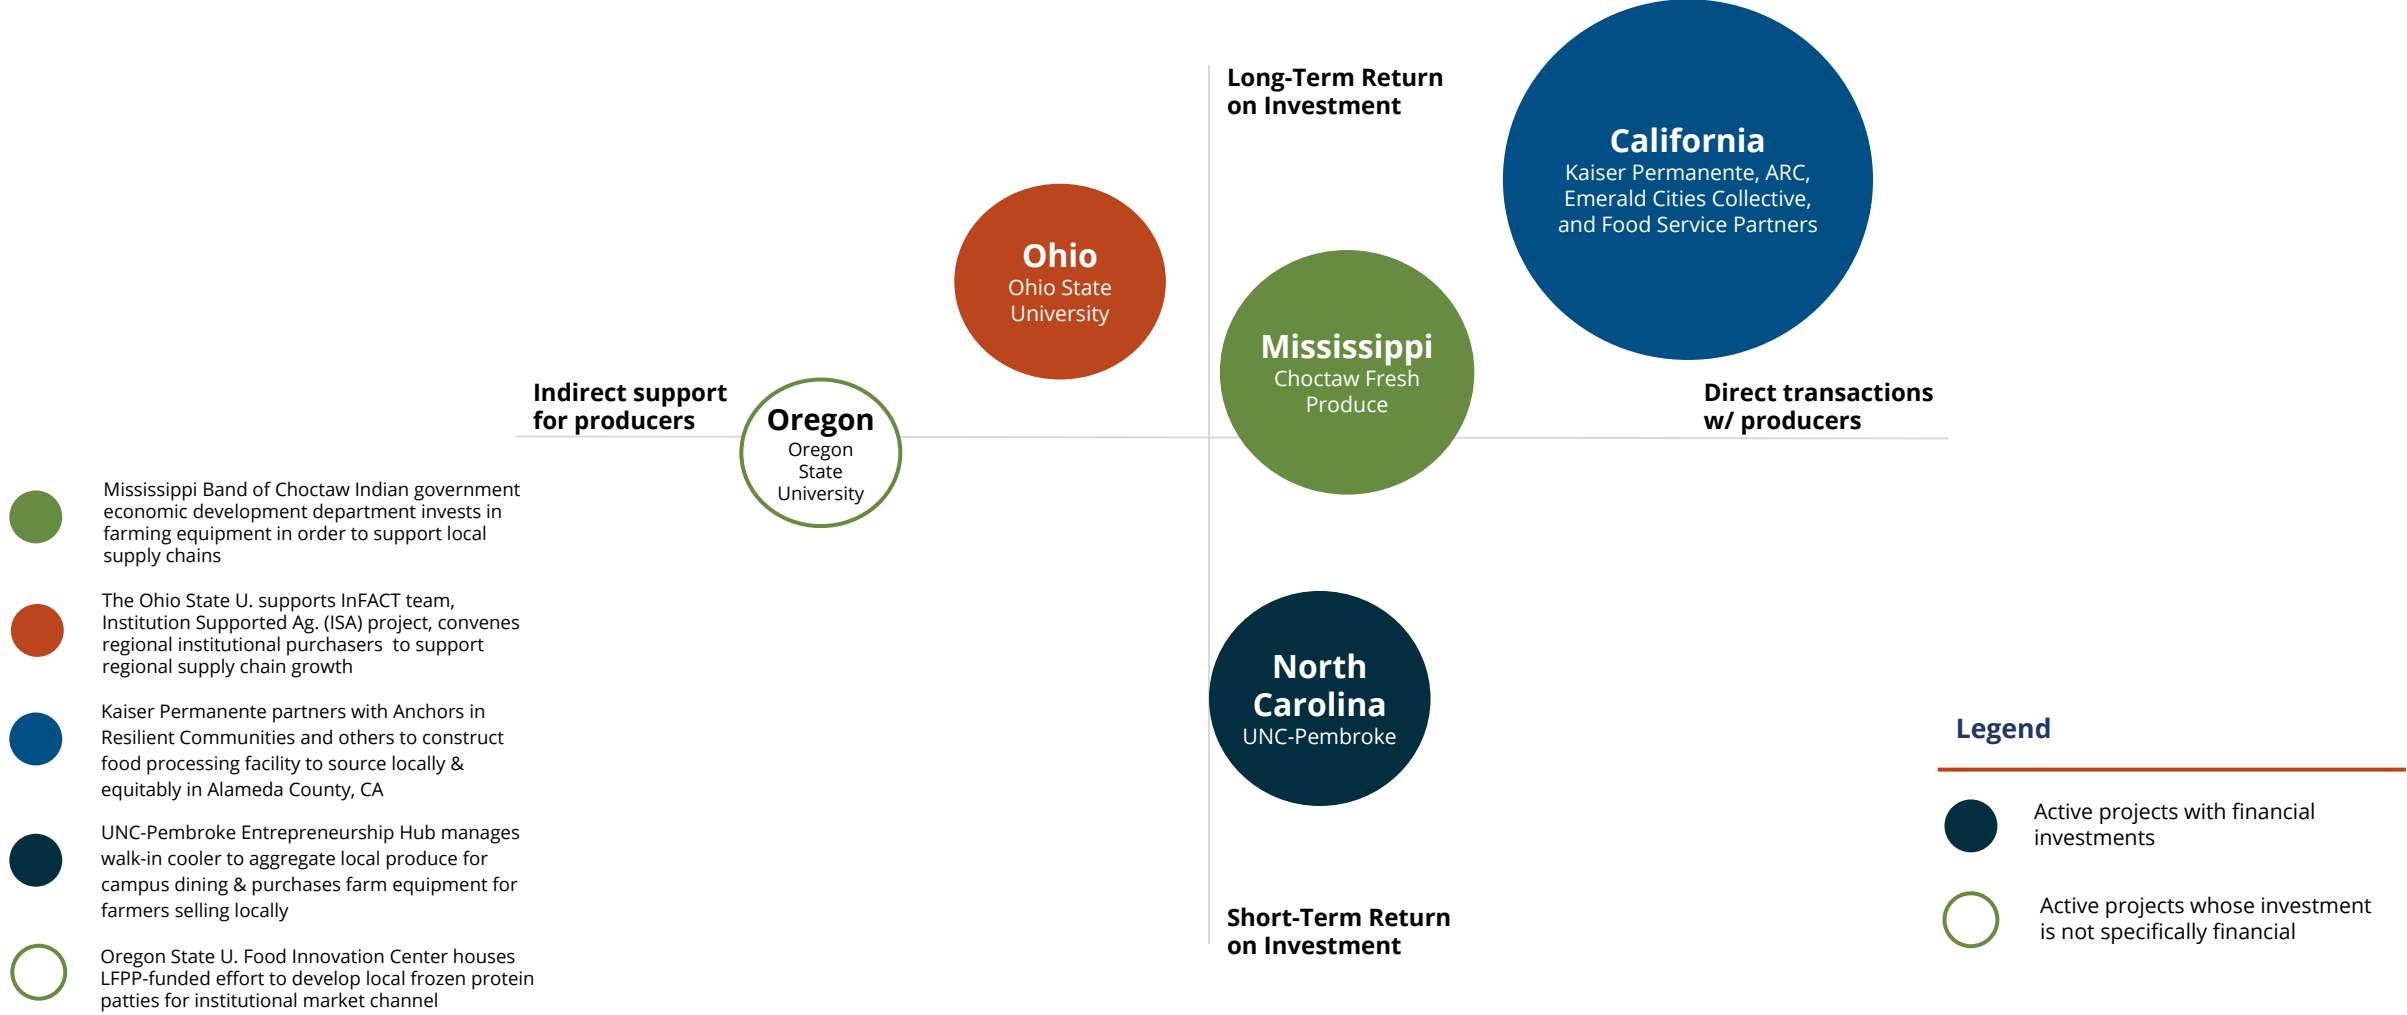 Long-Term Return
on Investment
California
Kaiser Permanente, ARC,
Emerald Cities Collective,
and Food Service Partners
Ohio
Ohio State
University
Mississippi
Choctaw Fresh
Produce
Indirect support
for producers
Direct transactions
w/ producers
Oregon
Oregon
State
University
North
Carolina
UNC-Pembroke
Short-Term Return
on Investment
Mississippi Band of Choctaw Indian government
economic development department invests in
farming equipment in order to support local
supply chains
The Ohio State U. supports InFACT team,
Institution Supported Ag. (ISA) project, convenes
regional institutional purchasers  to support
regional supply chain growth
Kaiser Permanente partners with Anchors in
Resilient Communities and others to construct
food processing facility to source locally &
equitably in Alameda County, CA
UNC-Pembroke Entrepreneurship Hub manages
walk-in cooler to aggregate local produce for
campus dining & purchases farm equipment for
farmers selling locally
Oregon State U. Food Innovation Center houses
LFPP-funded effort to develop local frozen protein
patties for institutional market channel
Legend
Active projects with financial
investments
Active projects whose investment
is not specifically financial